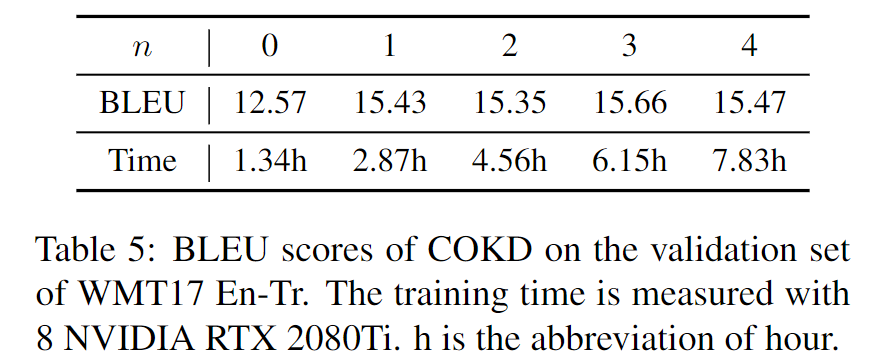 n | 0 1 2 3 4
BLEU | 12.57 15.43 15.35 15.66 15.47
Time | 1.34h 2.87h 4.56h 6.15h 7.83h
Table 5: BLEU scores of COKD on the validation set
of WMT17 En-Tr. The training time is measured with
8 NVIDIA RTX 2080Ti. h is the abbreviation of hour.